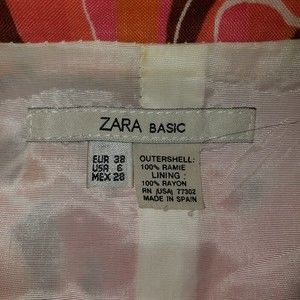 ZARA BASIC
EUR 38
USA 6
MEX 28
OUTERSHELL:
100% RAMIE
LINING :
100% RAYON
RN (USA) 77302
MADE IN SPAIN